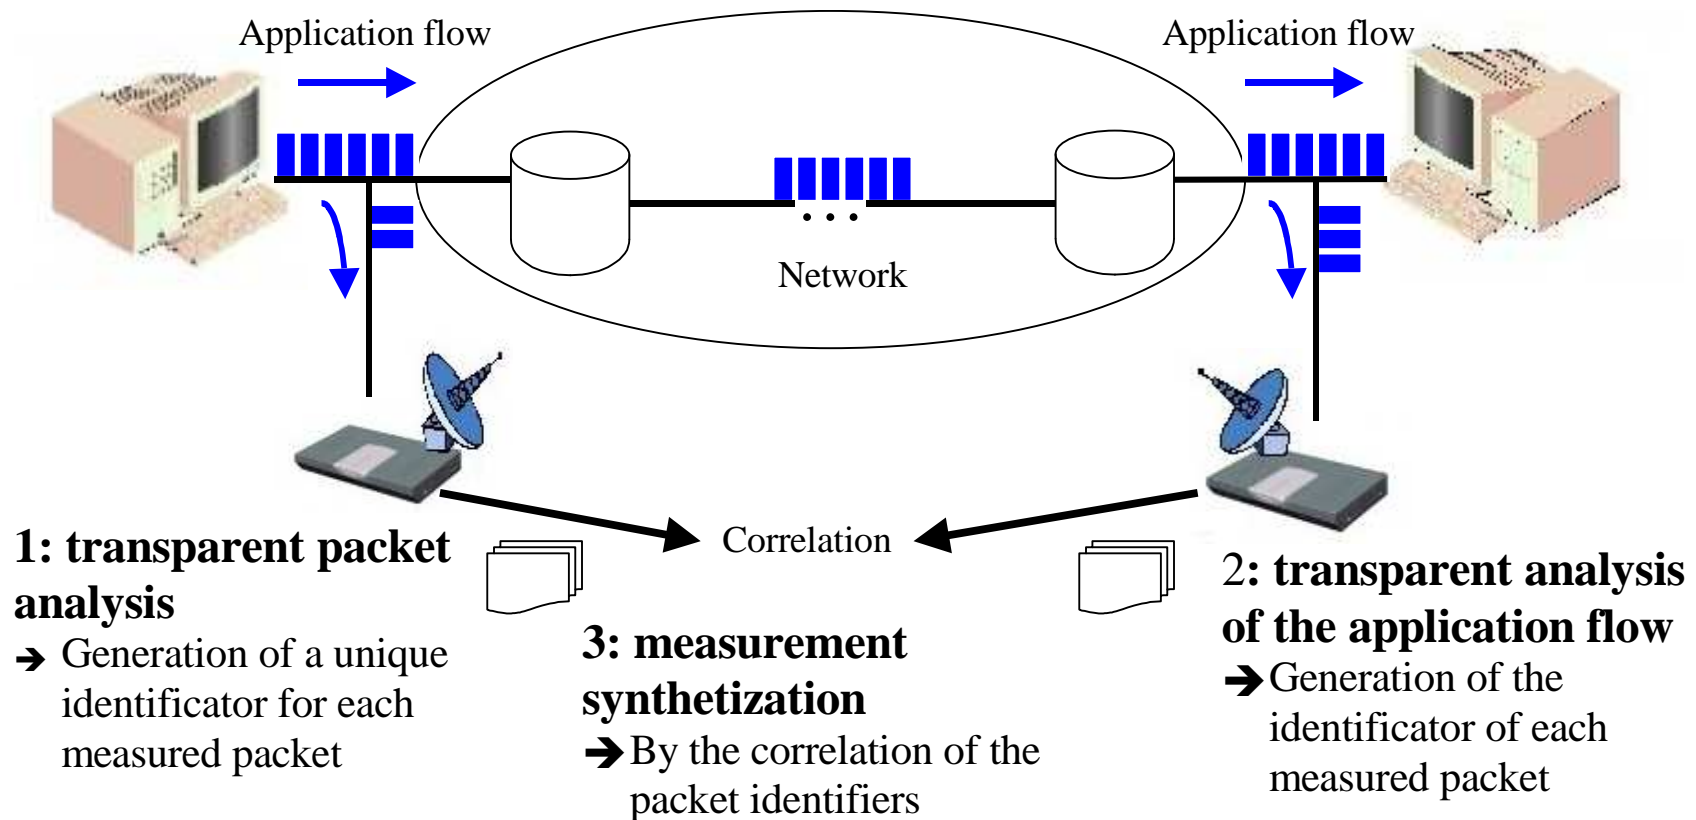 Application flow
Application flow
Network
Correlation
1: transparent packet
analysis
➔ Generation of a unique
identificator for each
measured packet
3: measurement
synthetization
➔ By the correlation of the
packet identifiers
2: transparent analysis
of the application flow
➔ Generation of the
identificator of each
measured packet